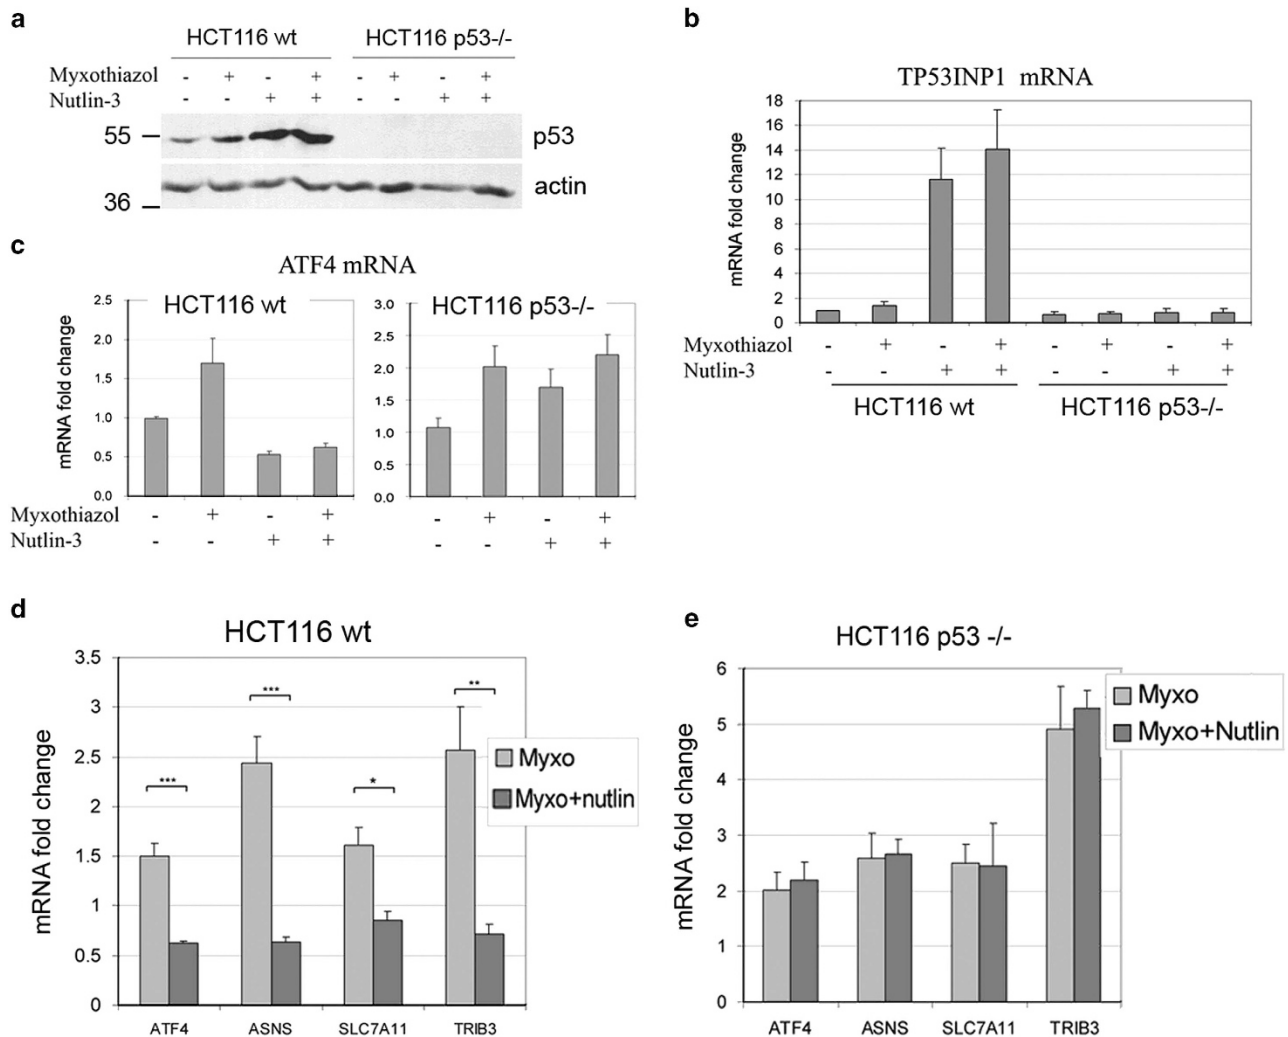 a
HCT116 wt HCT116 p53-/-
Myxothiazol - + - + - + - +
Nutlin-3 - - + + - - + +
55 p53
actin
36
b
TP53INP1 mRNA
mRNA fold change
18
16
14
12
10
8
6
4
2
0
Myxothiazol - + - + - + - +
Nutlin-3 - - + + - - + +
HCT116 wt HCT116 p53-/-
c
ATF4 mRNA
HCT116 wt
mRNA fold change
2.5
2.0
1.5
1.0
0.5
0.0
HCT116 p53-/-
3.0
2.5
2.0
1.5
1.0
0.5
0.0
Myxothiazol - + - + - + - +
Nutlin-3 - - + + - - + +
d
HCT116 wt
mRNA fold change
3.5
3
2.5
2
1.5
1
0.5
0
***
***
*
**
Myxo
Myxo+nutlin
ATF4 ASNS SLC7A11 TRIB3
e
HCT116 p53 -/-
mRNA fold change
6
5
4
3
2
1
0
Myxo
Myxo+Nutlin
ATF4 ASNS SLC7A11 TRIB3